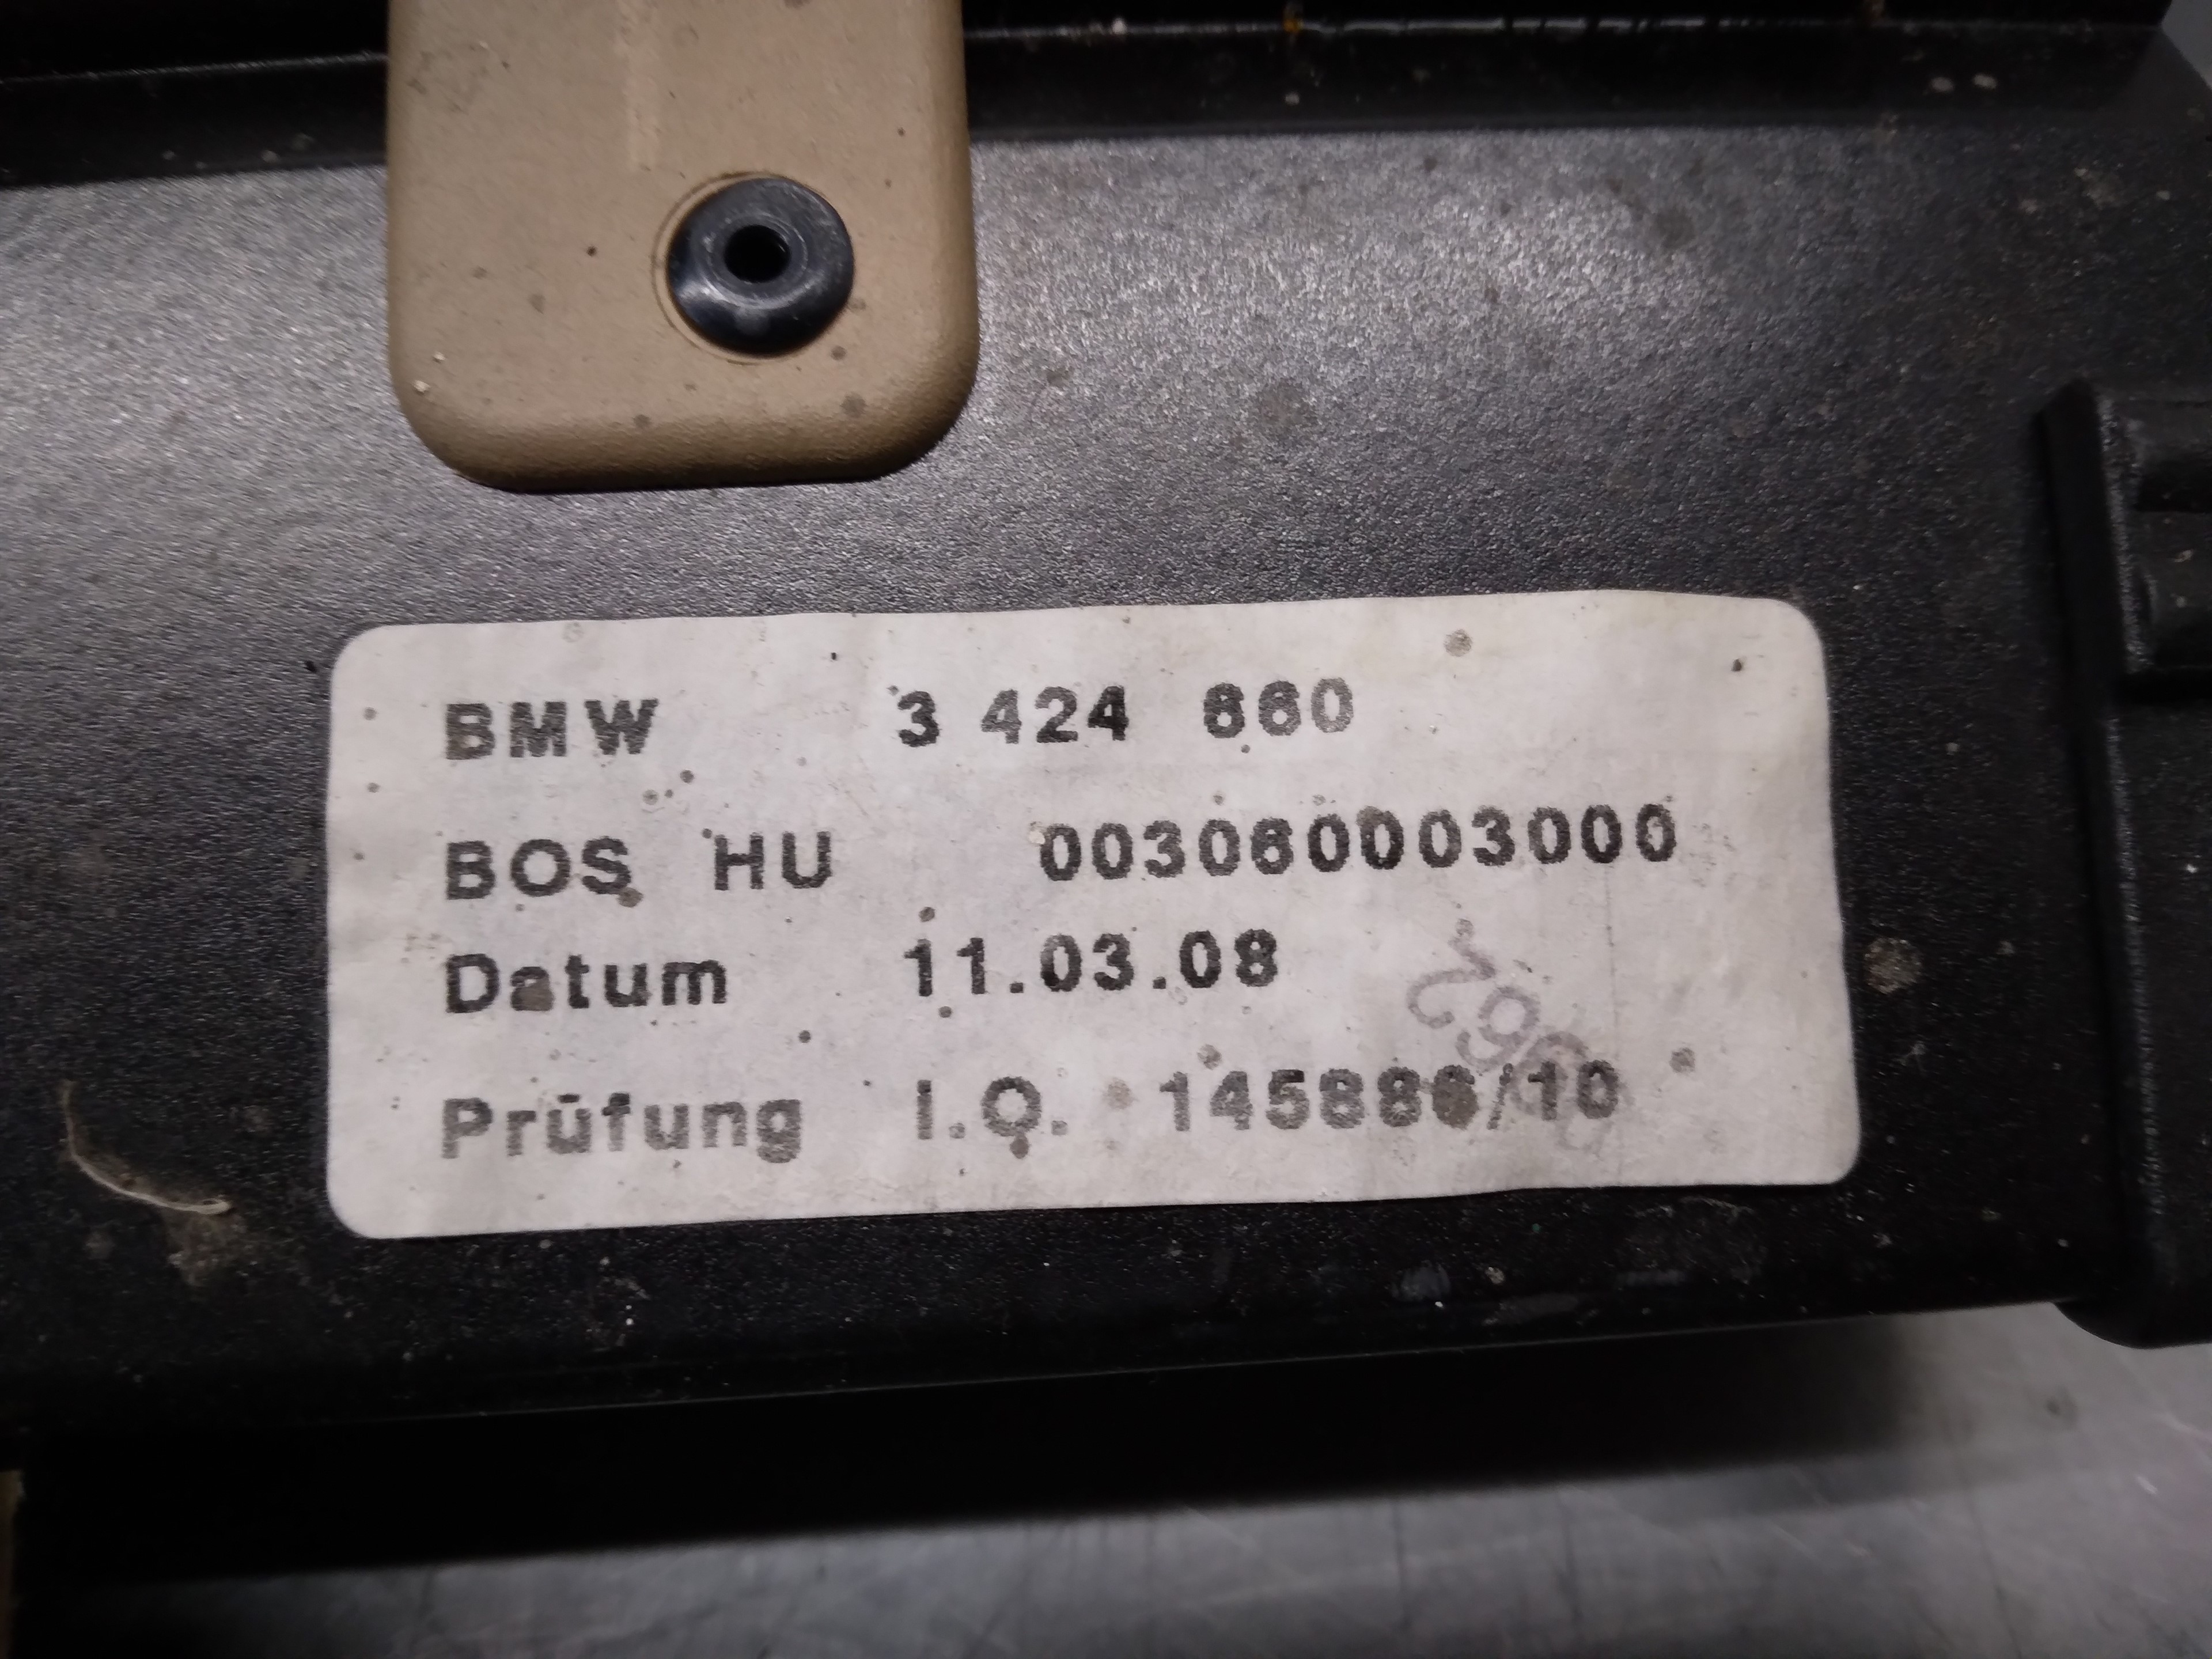 BMW 3 424 660
BOS HU 003060003000
Datum 11.03.08
Prüfung I.O. 145886/10